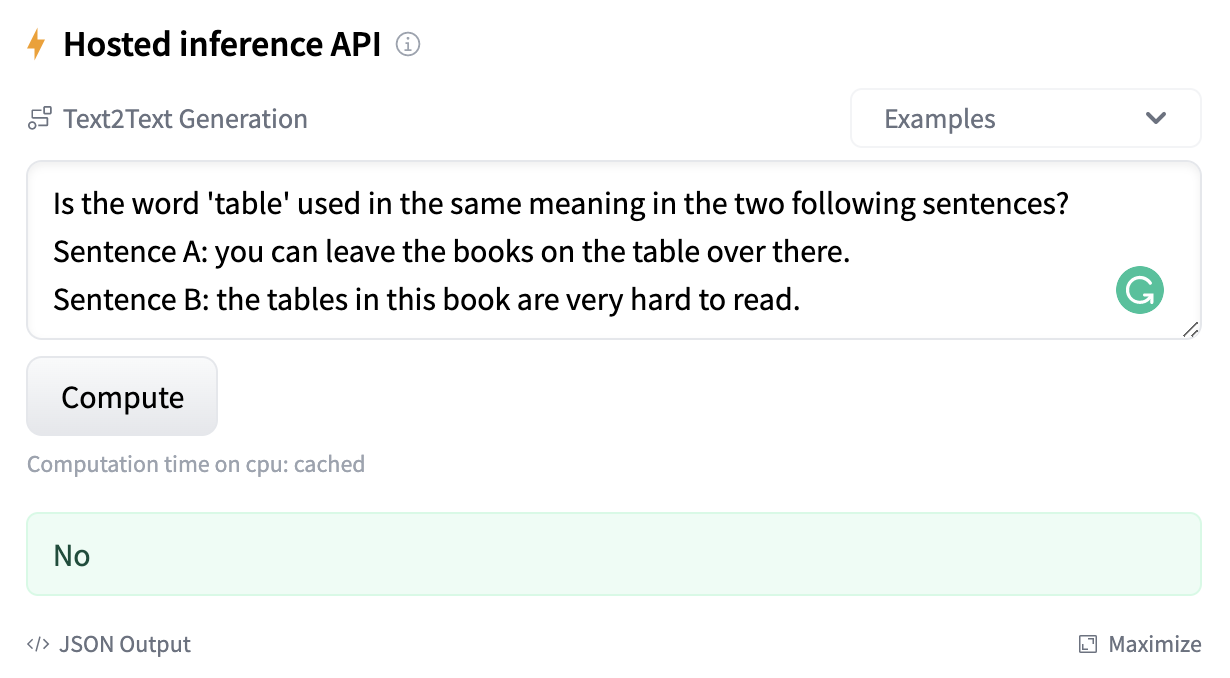 Hosted inference API
Text2Text Generation
Examples
Is the word 'table' used in the same meaning in the two following sentences?
Sentence A: you can leave the books on the table over there.
Sentence B: the tables in this book are very hard to read.
Compute
Computation time on cpu: cached
No
</> JSON Output
Maximize